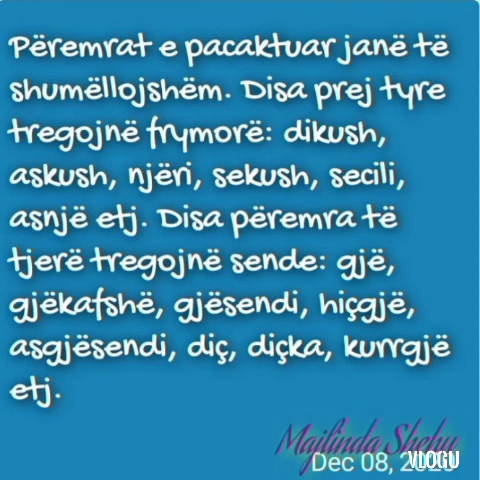 Përemrat e pacaktuar janë të
shumëllojshëm. Disa prej tyre
tregojnë frymorë: dikush,
askush, njëri, sekush, secili,
asnjë etj. Disa përemra të
tjerë tregojnë sende: gjë,
gjëkafshë, gjësendi, hiçgjë,
asgjësendi, diç, diçka, kurrgjë
etj.
Majlinda Shehu
Dec 08,
VLOGU